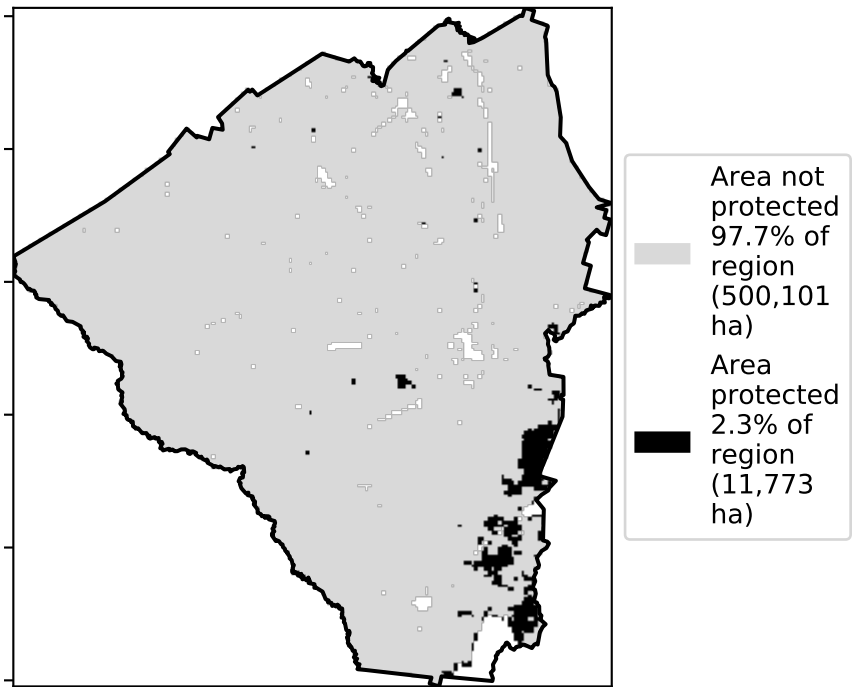 Area not
protected
97.7% of
region
(500,101
ha)
Area
protected
2.3% of
region
(11,773
ha)